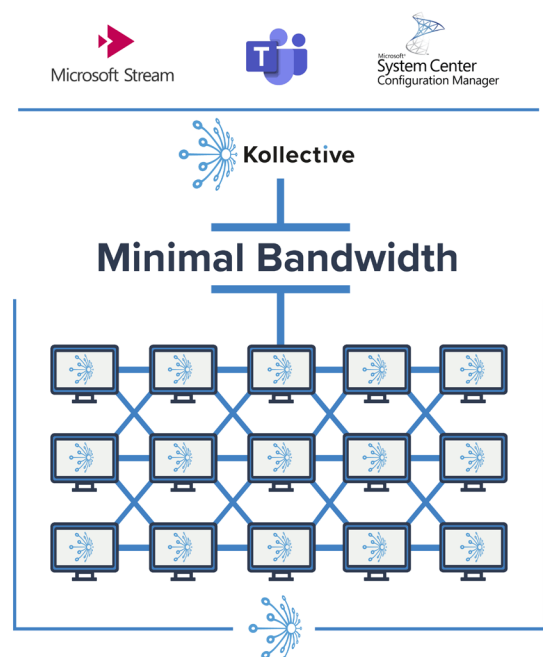 Microsoft Stream
T
Microsoft®
System Center
Configuration Manager
Kollective
Minimal Bandwidth